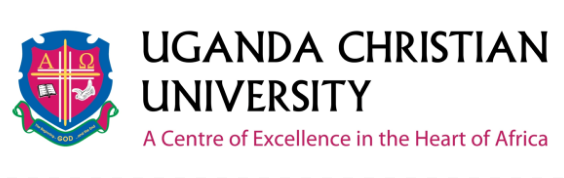 Α Ω
GOD
UGANDA CHRISTIAN
UNIVERSITY
A Centre of Excellence in the Heart of Africa